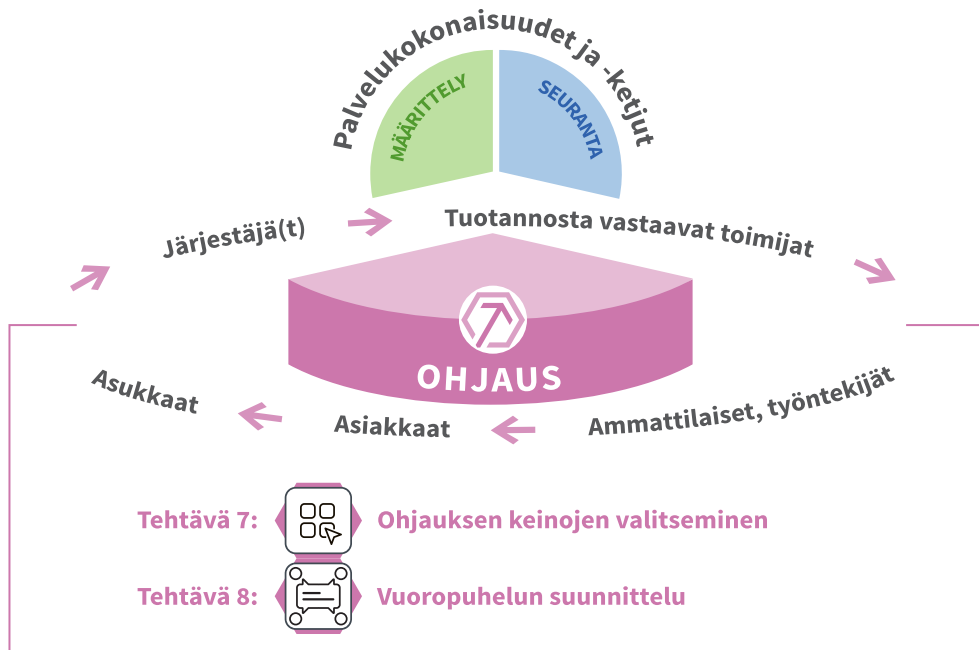 Palvelukokonaisuudet ja -ketjut
MÄÄRITTELY
SEURANTA
Järjestäjä(t)
Tuotannosta vastaavat toimijat
OHJAUS
Asukkaat
Asiakkaat
Ammattilaiset, työntekijät
Tehtävä 7: Ohjauksen keinojen valitseminen
Tehtävä 8: Vuoropuhelun suunnittelu